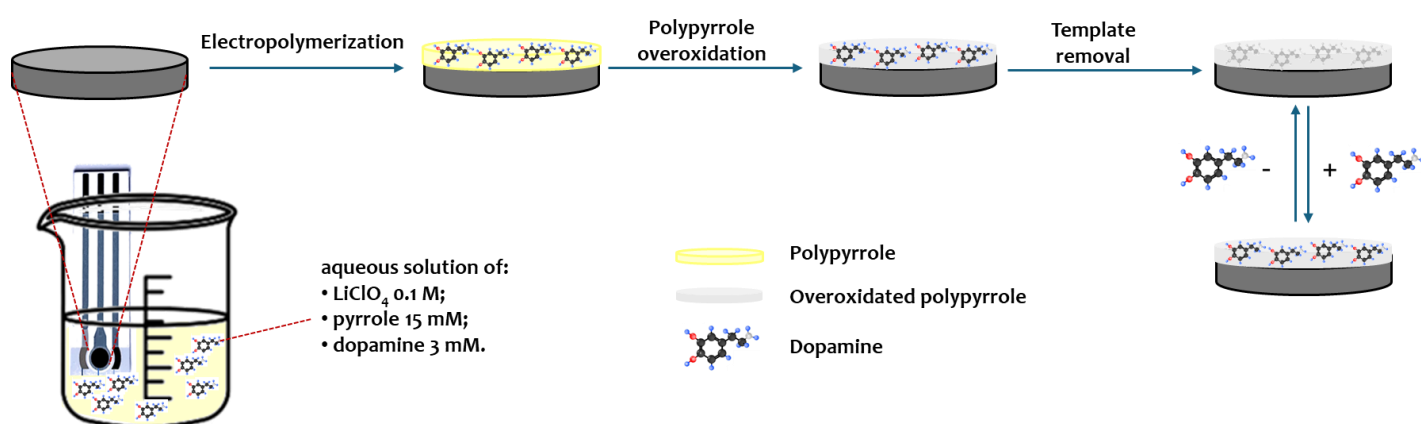 Electropolymerization
Polypyrrole
overoxidation
Template
removal
-
+
aqueous solution of:
• LiClO₄ 0.1 M;
• pyrrole 15 mM;
• dopamine 3 mM.
Polypyrrole
Overoxidated polypyrrole
Dopamine